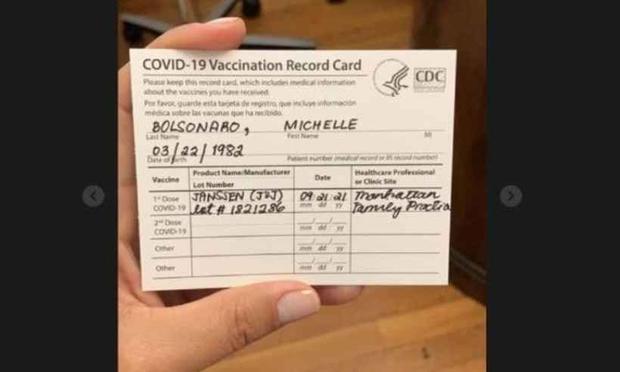 COVID-19 Vaccination Record Card
Please keep this record card, which includes medical information
about the vaccines you have received.
Por favor, guarde esta tarjeta de registro, que incluye información
médica sobre las vacunas que ha recibido.
CDC
BOLSONARO, MICHELLE
Last Name First Name MI
03/22/1982
Date of birth Patient number (medical record or IIS record number)
Vaccine Product Name/Manufacturer Date Healthcare Professional
Lot Number or Clinic Site
1st Dose JANSSEN (J&J) 09 21 21 Manhattan
COVID-19 Lot # 1821286 mm dd yy Family Practice
2nd Dose
COVID-19 mm dd yy
Other
mm dd yy
Other
mm dd yy